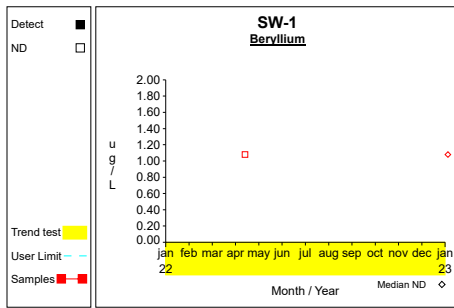 Detect
ND
Trend test
User Limit
Samples
SW-1
Beryllium
ug/L
2.00
1.80
1.60
1.40
1.20
1.00
0.80
0.60
0.40
0.20
0.00
jan feb mar apr may jun jul aug sep oct nov dec jan
22 23
Month / Year
Median ND